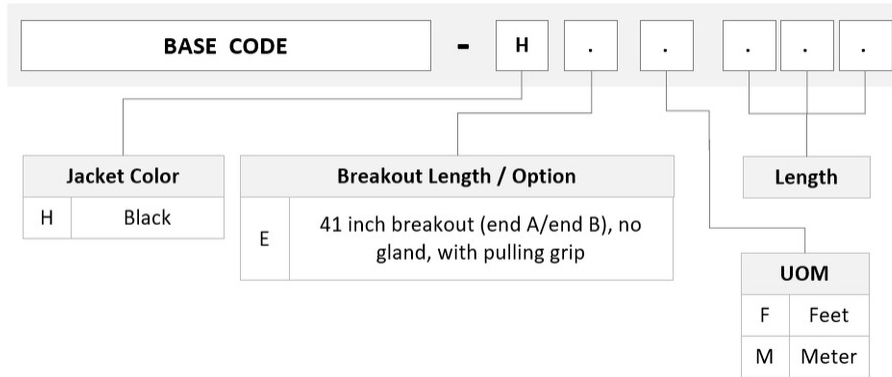 BASE CODE - H . . . . .
Jacket Color
H Black
Breakout Length / Option
E 41 inch breakout (end A/end B), no
gland, with pulling grip
Length
UOM
F Feet
M Meter